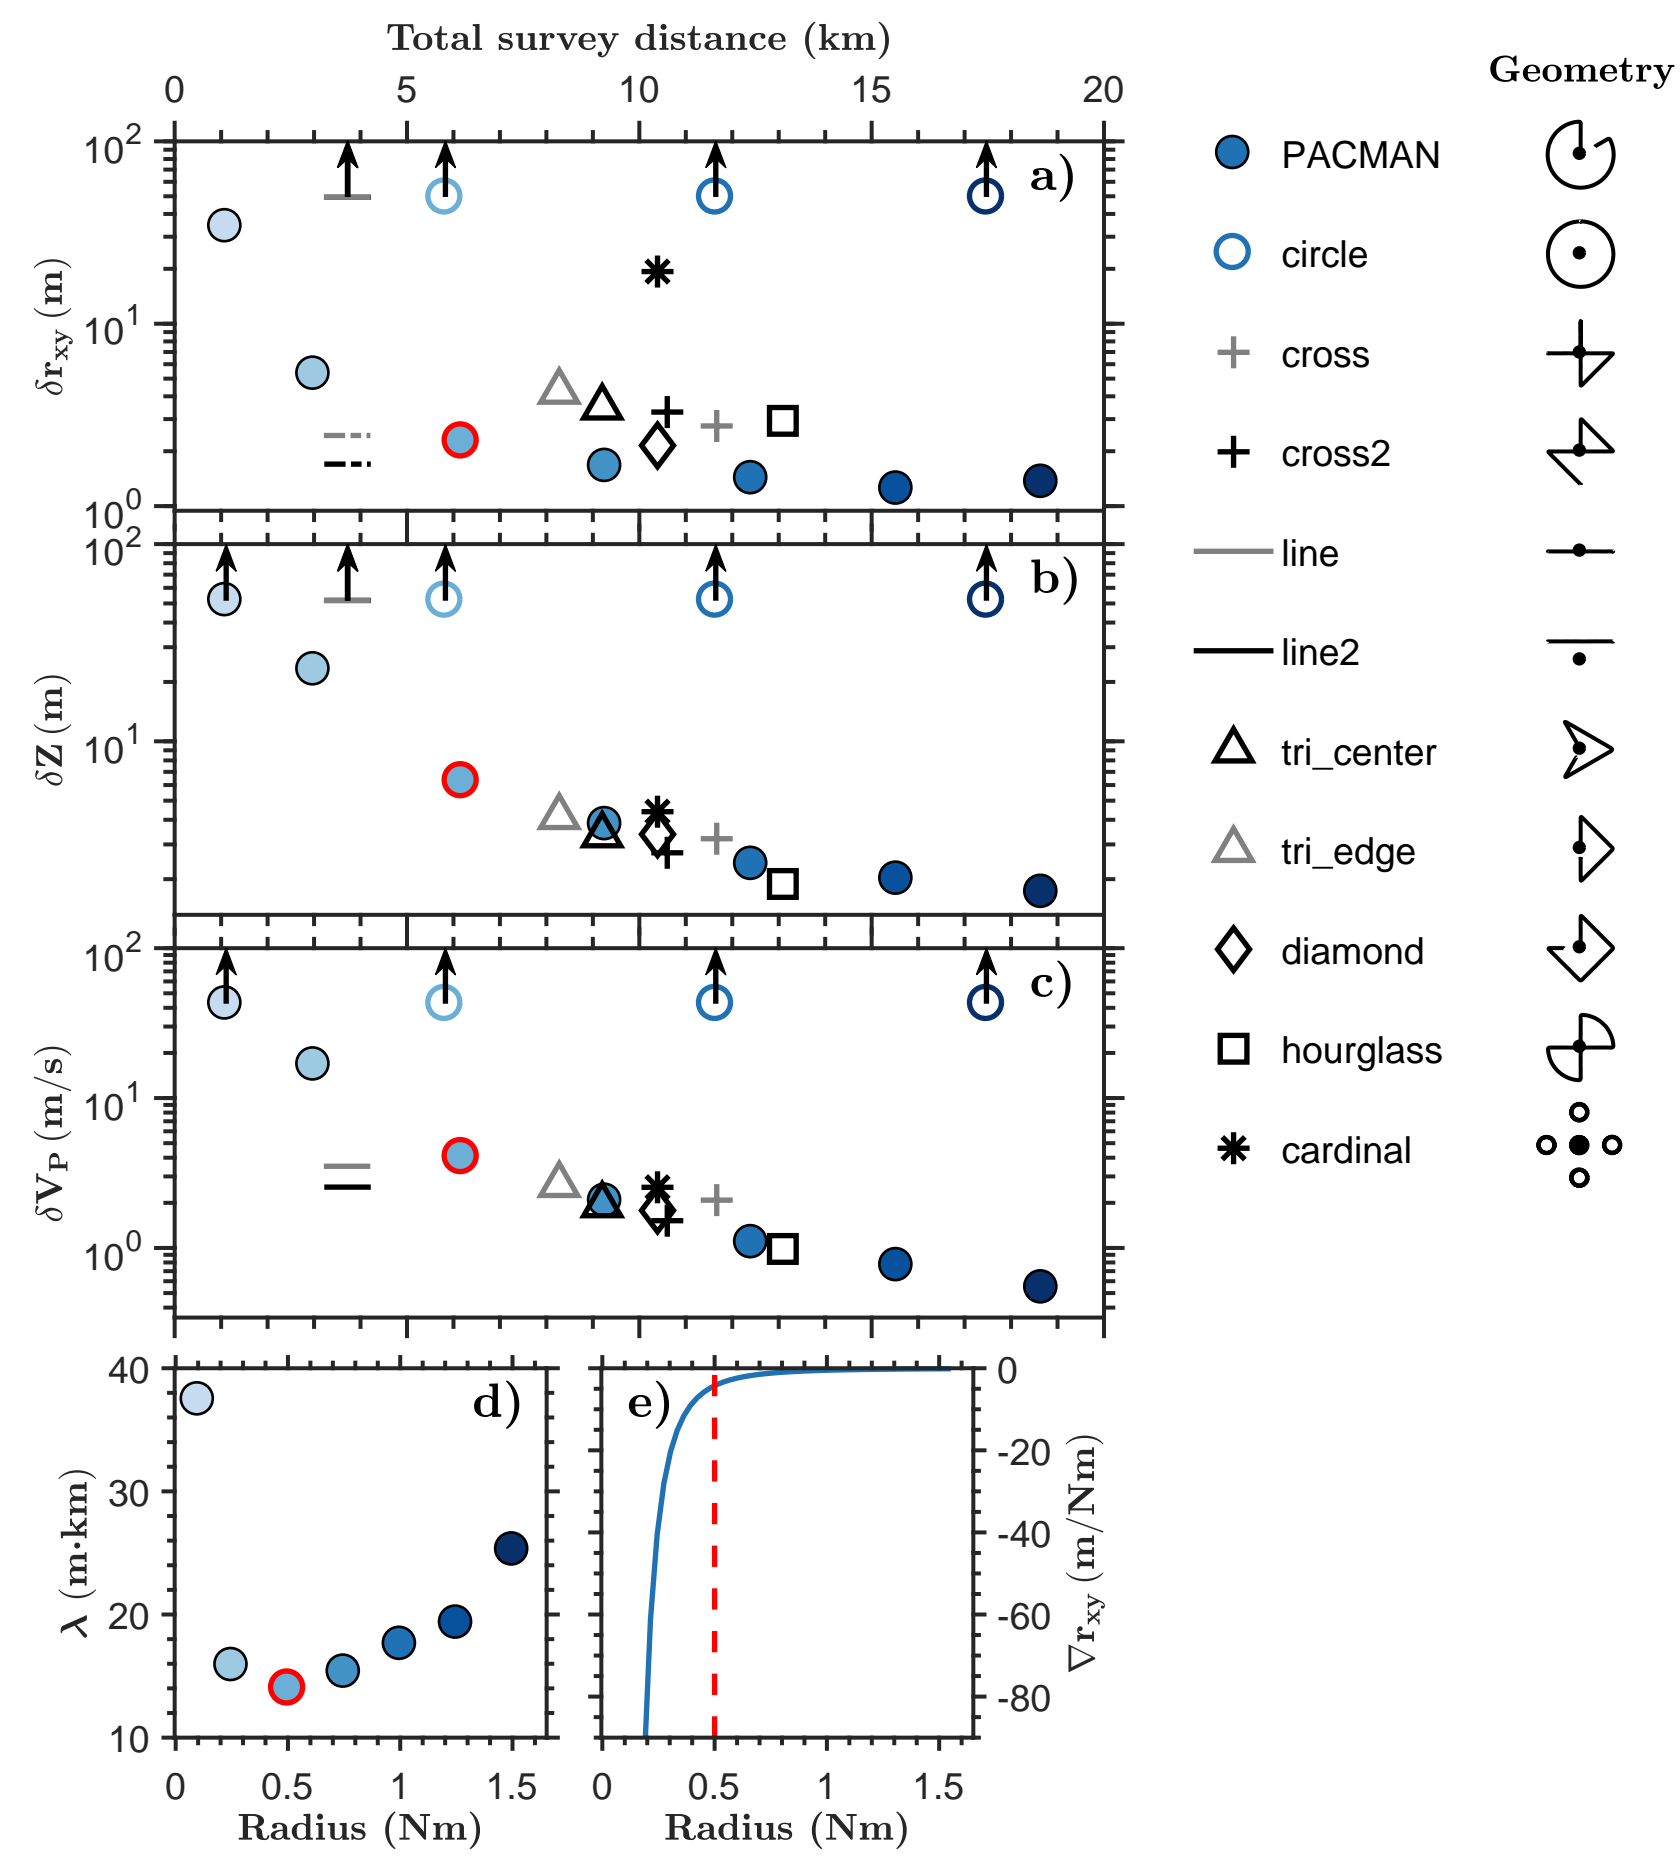 Total survey distance (km)
0 5 10 15 20
10² 10¹ 10⁰
δr_xy (m)
a)
10² 10¹
δZ (m)
b)
10² 10¹ 10⁰
δV_P (m/s)
c)
40 30 20 10
λ (m·km)
d)
0 0.5 1 1.5
Radius (Nm)
e)
0 -20 -40 -60 -80
∇r_xy (m/Nm)
0 0.5 1 1.5
Radius (Nm)
Geometry
PACMAN
circle
cross
cross2
line
line2
tri_center
tri_edge
diamond
hourglass
cardinal